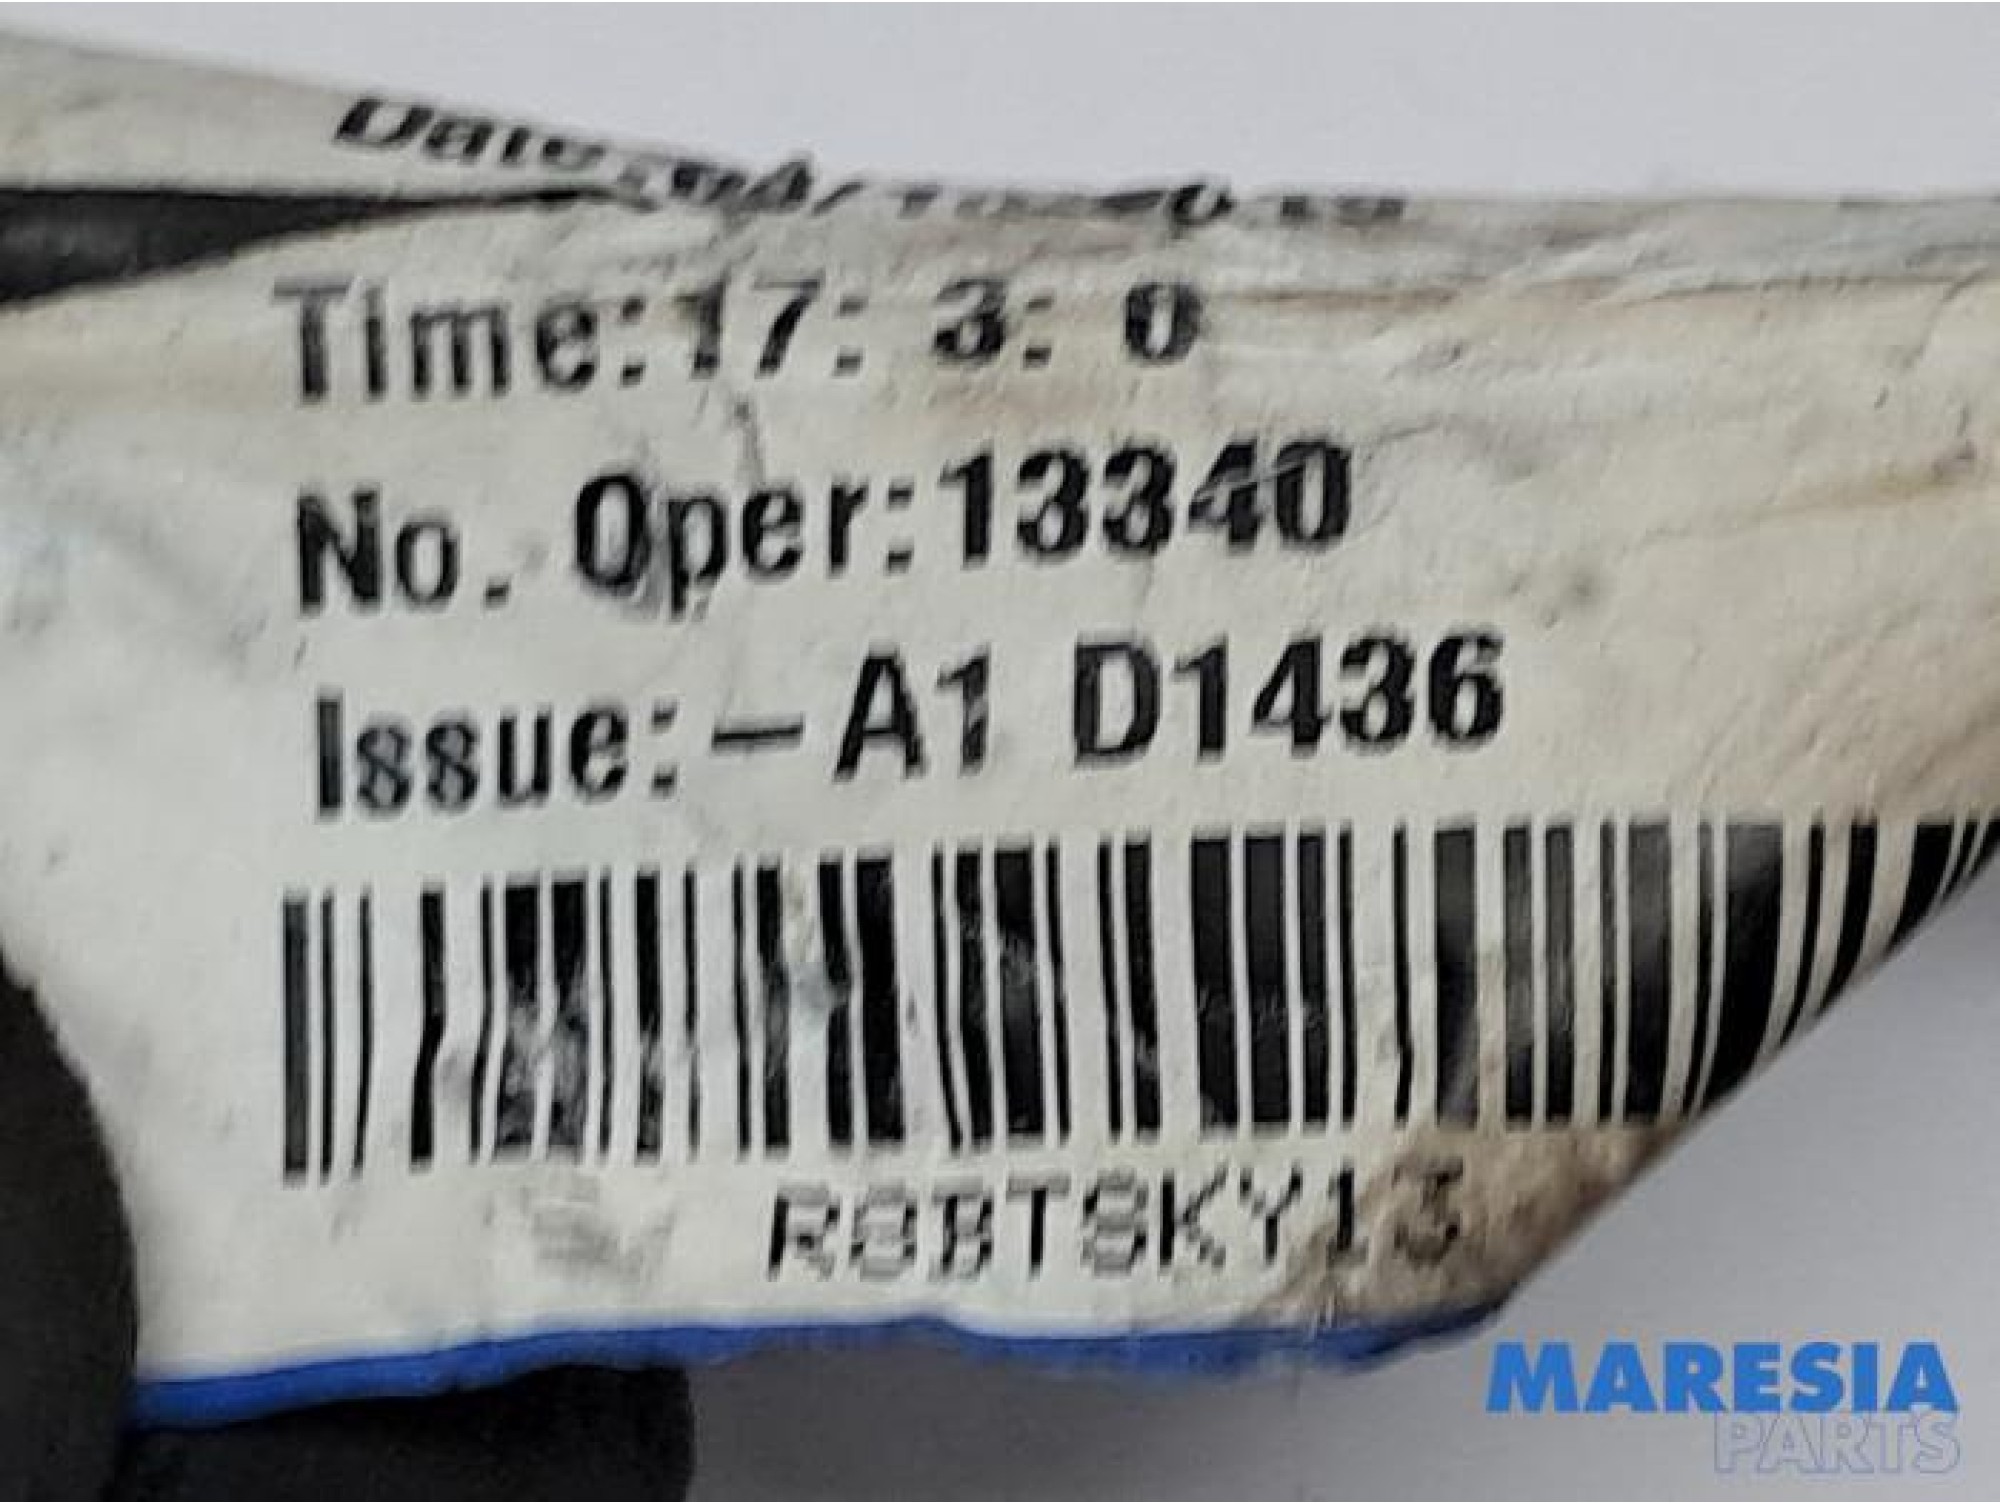 Time:17: 3: 0
No. Oper:13340
Issue:-A1 D1436
MARESIA
PARTS